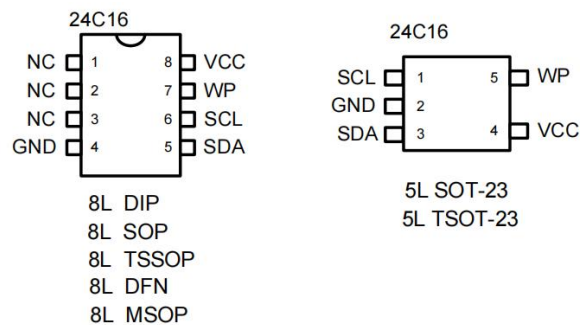 24C16
NC 1 8 VCC
NC 2 7 WP
NC 3 6 SCL
GND 4 5 SDA
8L DIP
8L SOP
8L TSSOP
8L DFN
8L MSOP
24C16
SCL 1 5 WP
GND 2
SDA 3 4 VCC
5L SOT-23
5L TSOT-23